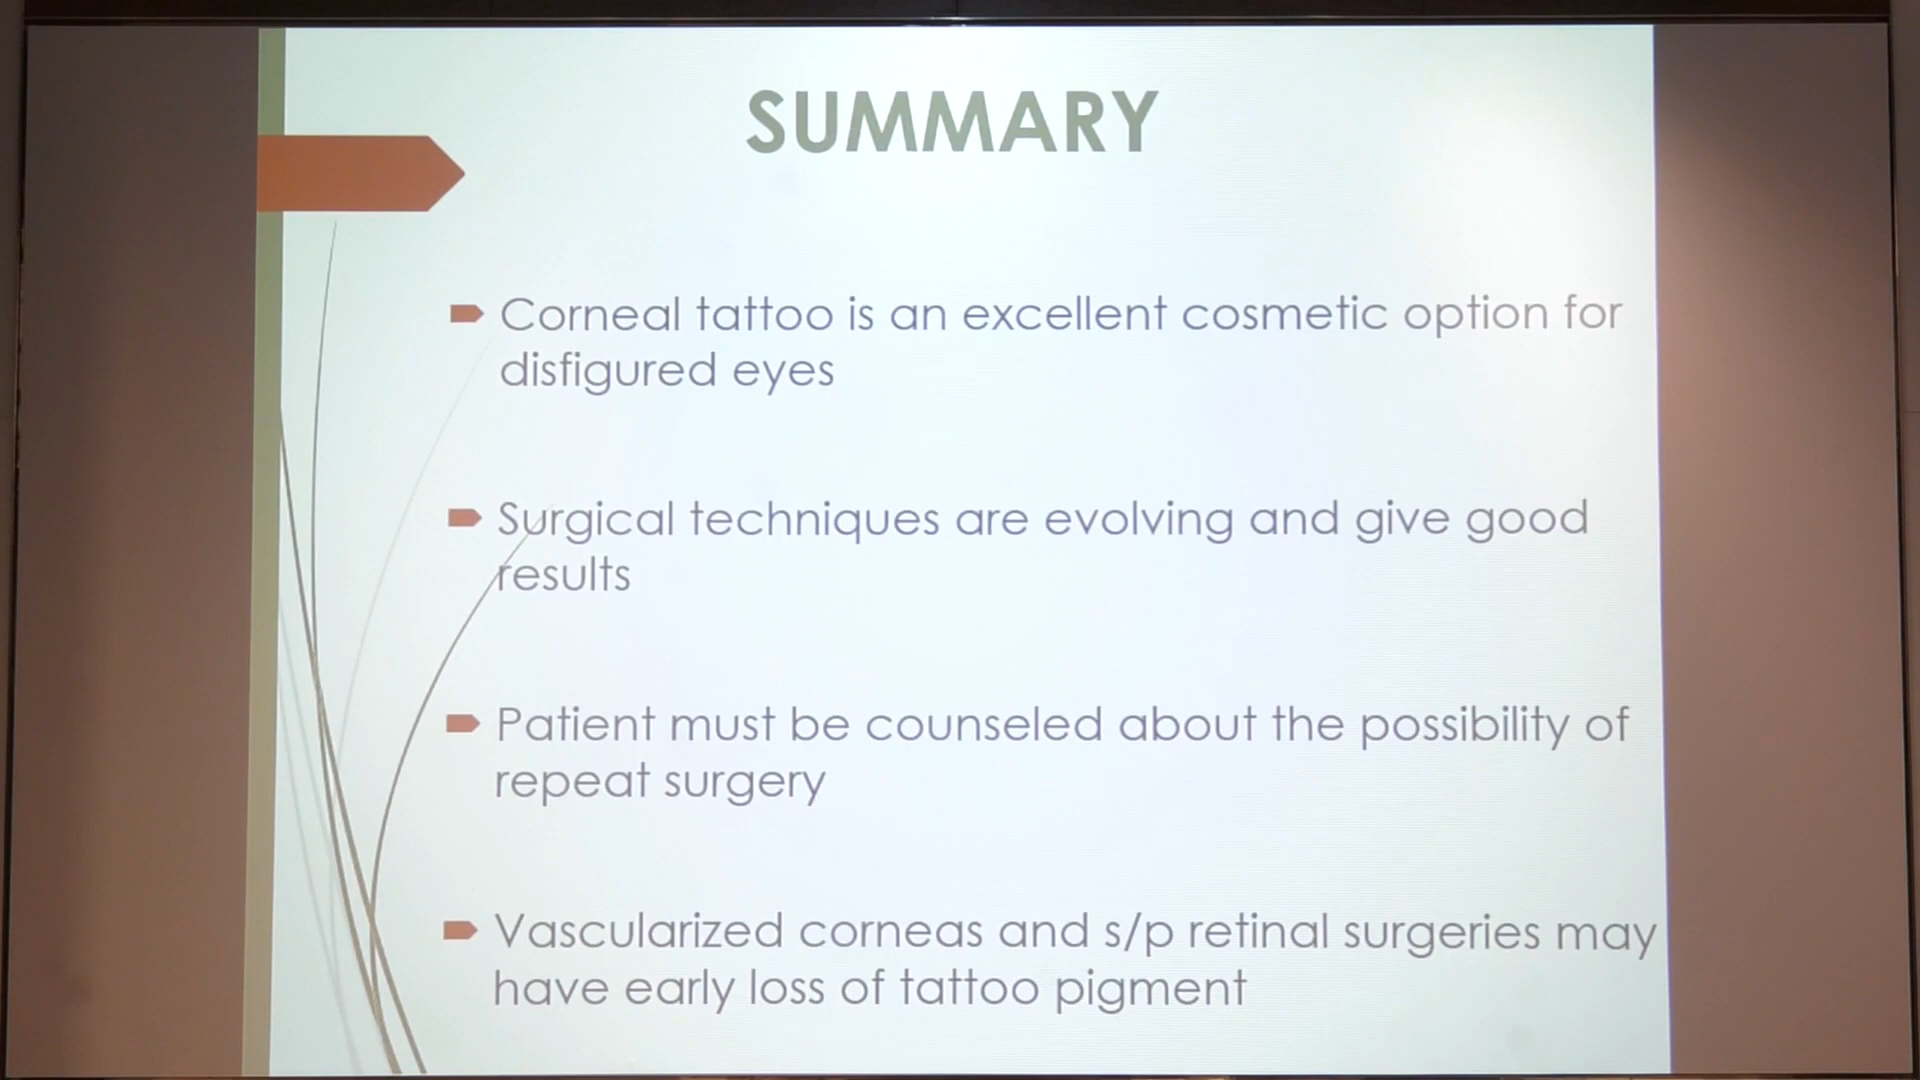 SUMMARY
Corneal tattoo is an excellent cosmetic option for
disfigured eyes
Surgical techniques are evolving and give good
results
Patient must be counseled about the possibility of
repeat surgery
Vascularized corneas and s/p retinal surgeries may
have early loss of tattoo pigment